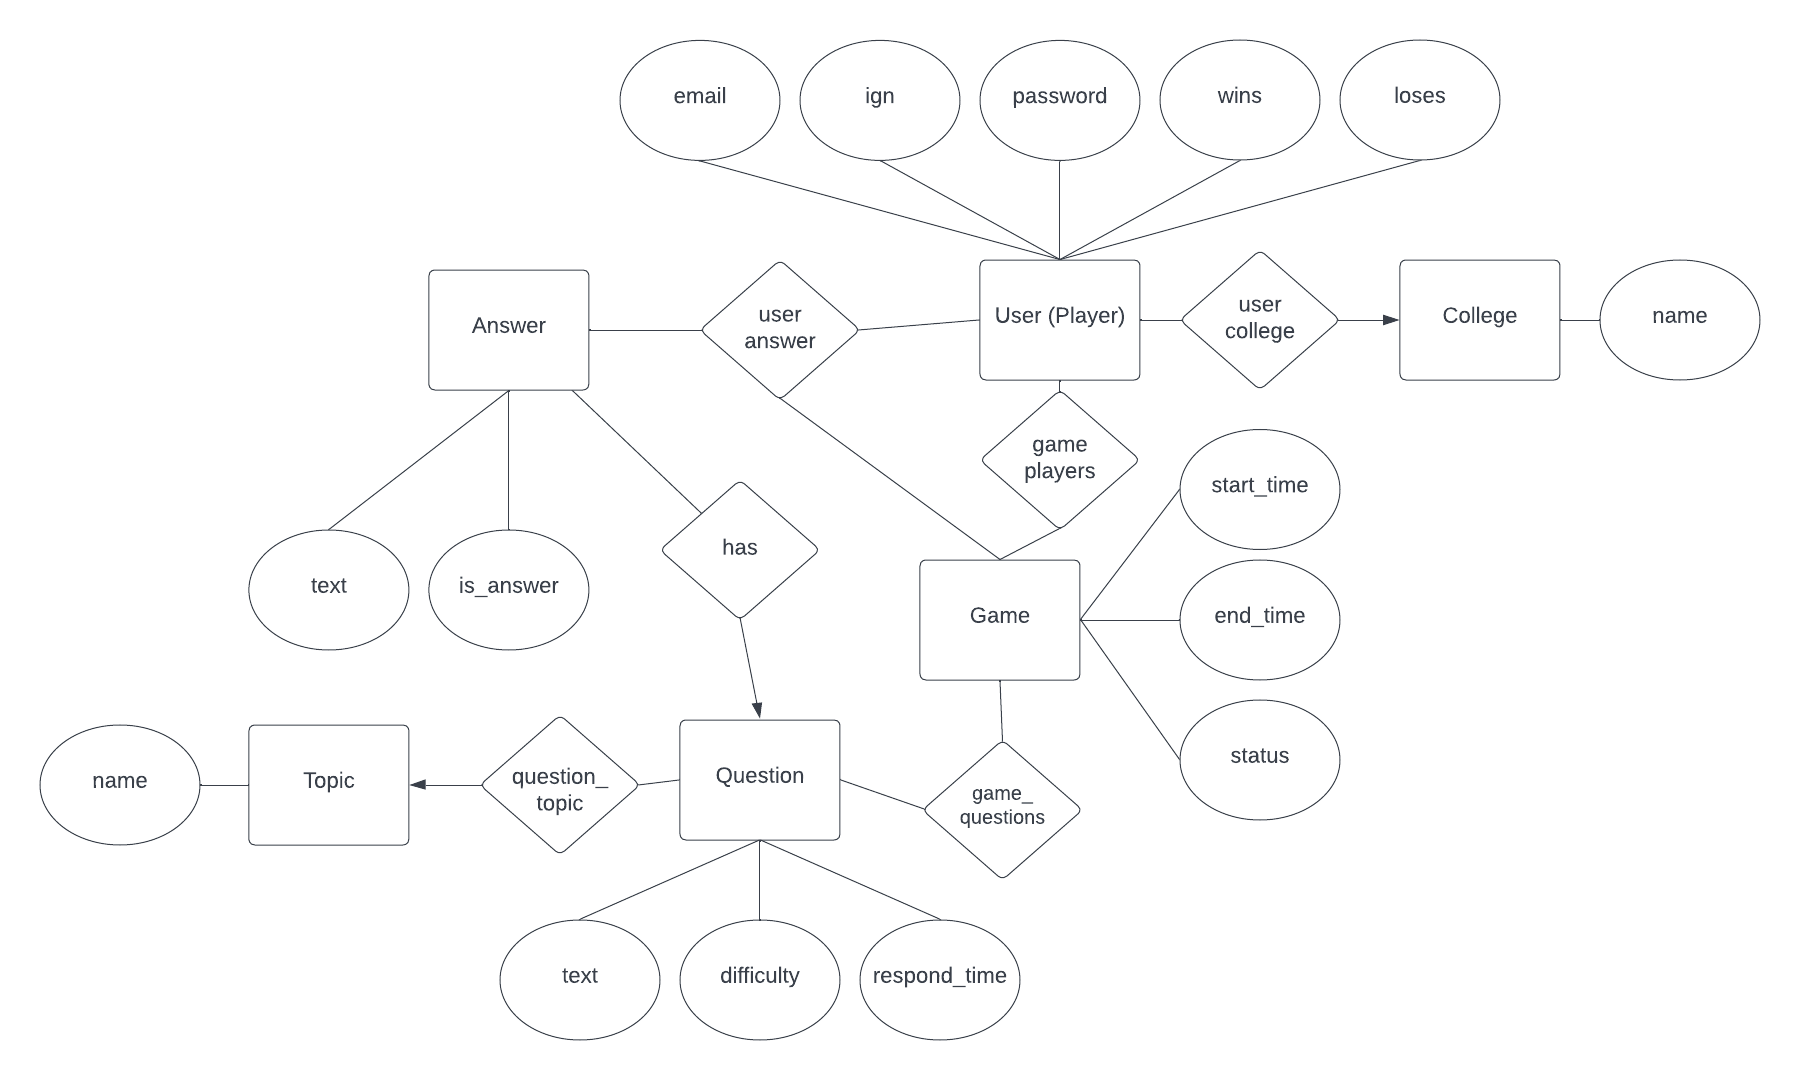 email
ign
password
wins
loses
Answer
user
answer
User (Player)
user
college
College
name
game
players
start_time
text
is_answer
has
Game
end_time
status
name
Topic
question_
topic
Question
game_
questions
text
difficulty
respond_time